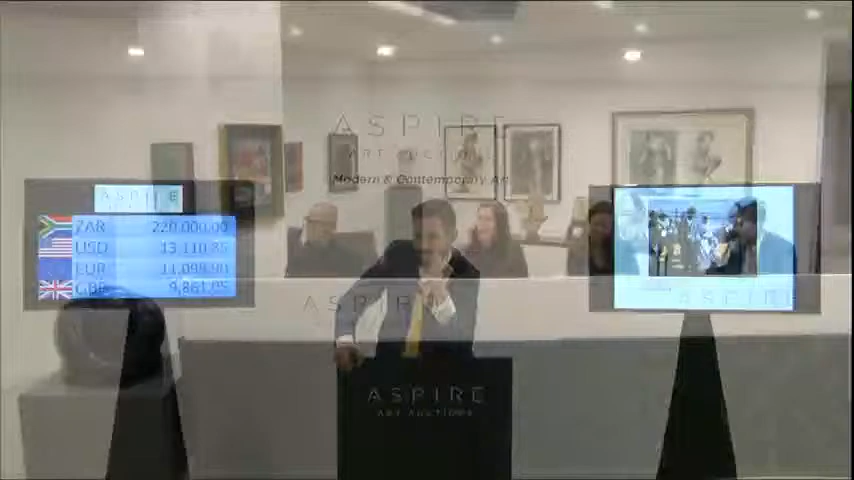 ASPIRE
ART AUCTIONS
Modern & Contemporary Art
ASPIRE
ZAR 220,000.00
USD 13,110.85
EUR 11,098.90
GBP 9,861.05
ASPIRE
ASPIRE
ASPIRE
ART AUCTIONS